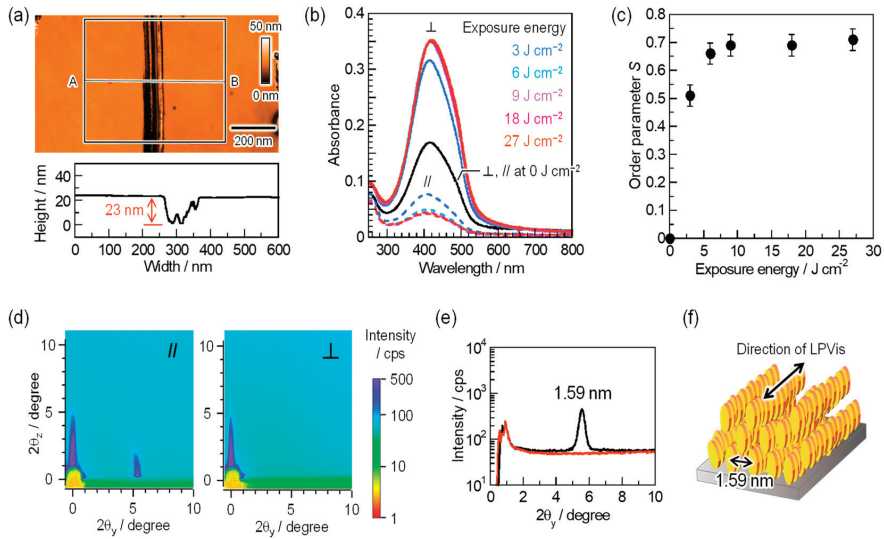 (a)
50 nm
0 nm
A
B
200 nm
Height / nm
40
20
0
23 nm
0 100 200 300 400 500 600
Width / nm
(b)
Absorbance
0.4
0.3
0.2
0.1
0
⊥
Exposure energy
3 J cm⁻²
6 J cm⁻²
9 J cm⁻²
18 J cm⁻²
27 J cm⁻²
⊥, // at 0 J cm⁻²
//
300 400 500 600 700 800
Wavelength / nm
(c)
Order parameter S
0.8
0.7
0.6
0.5
0.4
0.3
0.2
0.1
0
0 10 20 30
Exposure energy / J cm⁻²
(d)
2θz / degree
10
5
0
//
⊥
0 5 10
0 5 10
2θy / degree
2θy / degree
Intensity
/ cps
500
100
10
1
(e)
Intensity / cps
10⁴
10³
10²
10¹
1.59 nm
0 2 4 6 8 10
2θy / degree
(f)
Direction of LPVis
1.59 nm